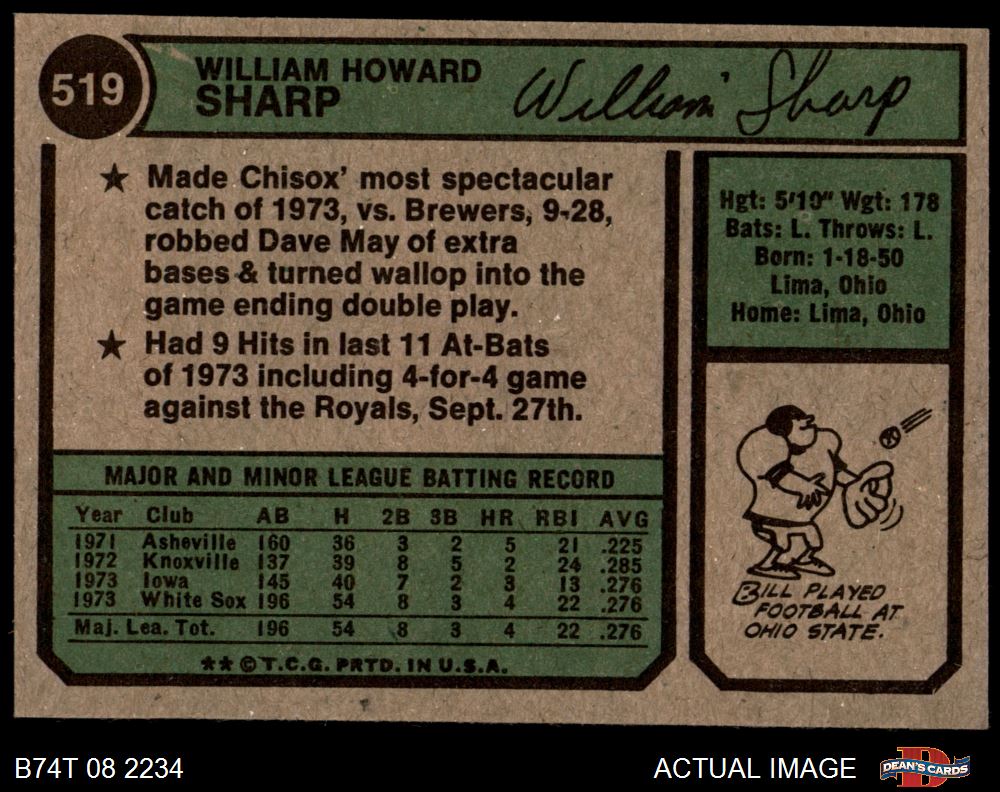 519
WILLIAM HOWARD
SHARP
William Sharp
★ Made Chisox' most spectacular
catch of 1973, vs. Brewers, 9-28,
robbed Dave May of extra
bases & turned wallop into the
game ending double play.
★ Had 9 Hits in last 11 At-Bats
of 1973 including 4-for-4 game
against the Royals, Sept. 27th.
Hgt: 5'10" Wgt: 178
Bats: L. Throws: L.
Born: 1-18-50
Lima, Ohio
Home: Lima, Ohio
MAJOR AND MINOR LEAGUE BATTING RECORD
Year Club AB H 2B 3B HR RBI AVG
1971 Asheville 160 36 3 2 5 21 .225
1972 Knoxville 137 39 8 5 2 24 .285
1973 Iowa 145 40 7 2 3 13 .276
1973 White Sox 196 54 8 3 4 22 .276
Maj. Lea. Tot. 196 54 8 3 4 22 .276
★★ © T.C.G. PRTD. IN U.S.A.
BILL PLAYED
FOOTBALL AT
OHIO STATE.
B74T 08 2234
ACTUAL IMAGE
DEAN'S CARDS